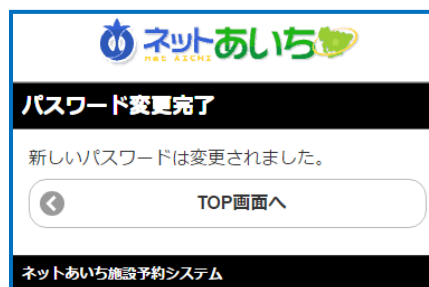 ネットあいち
net AICHI
パスワード変更完了
新しいパスワードは変更されました。
TOP画面へ
ネットあいち施設予約システム